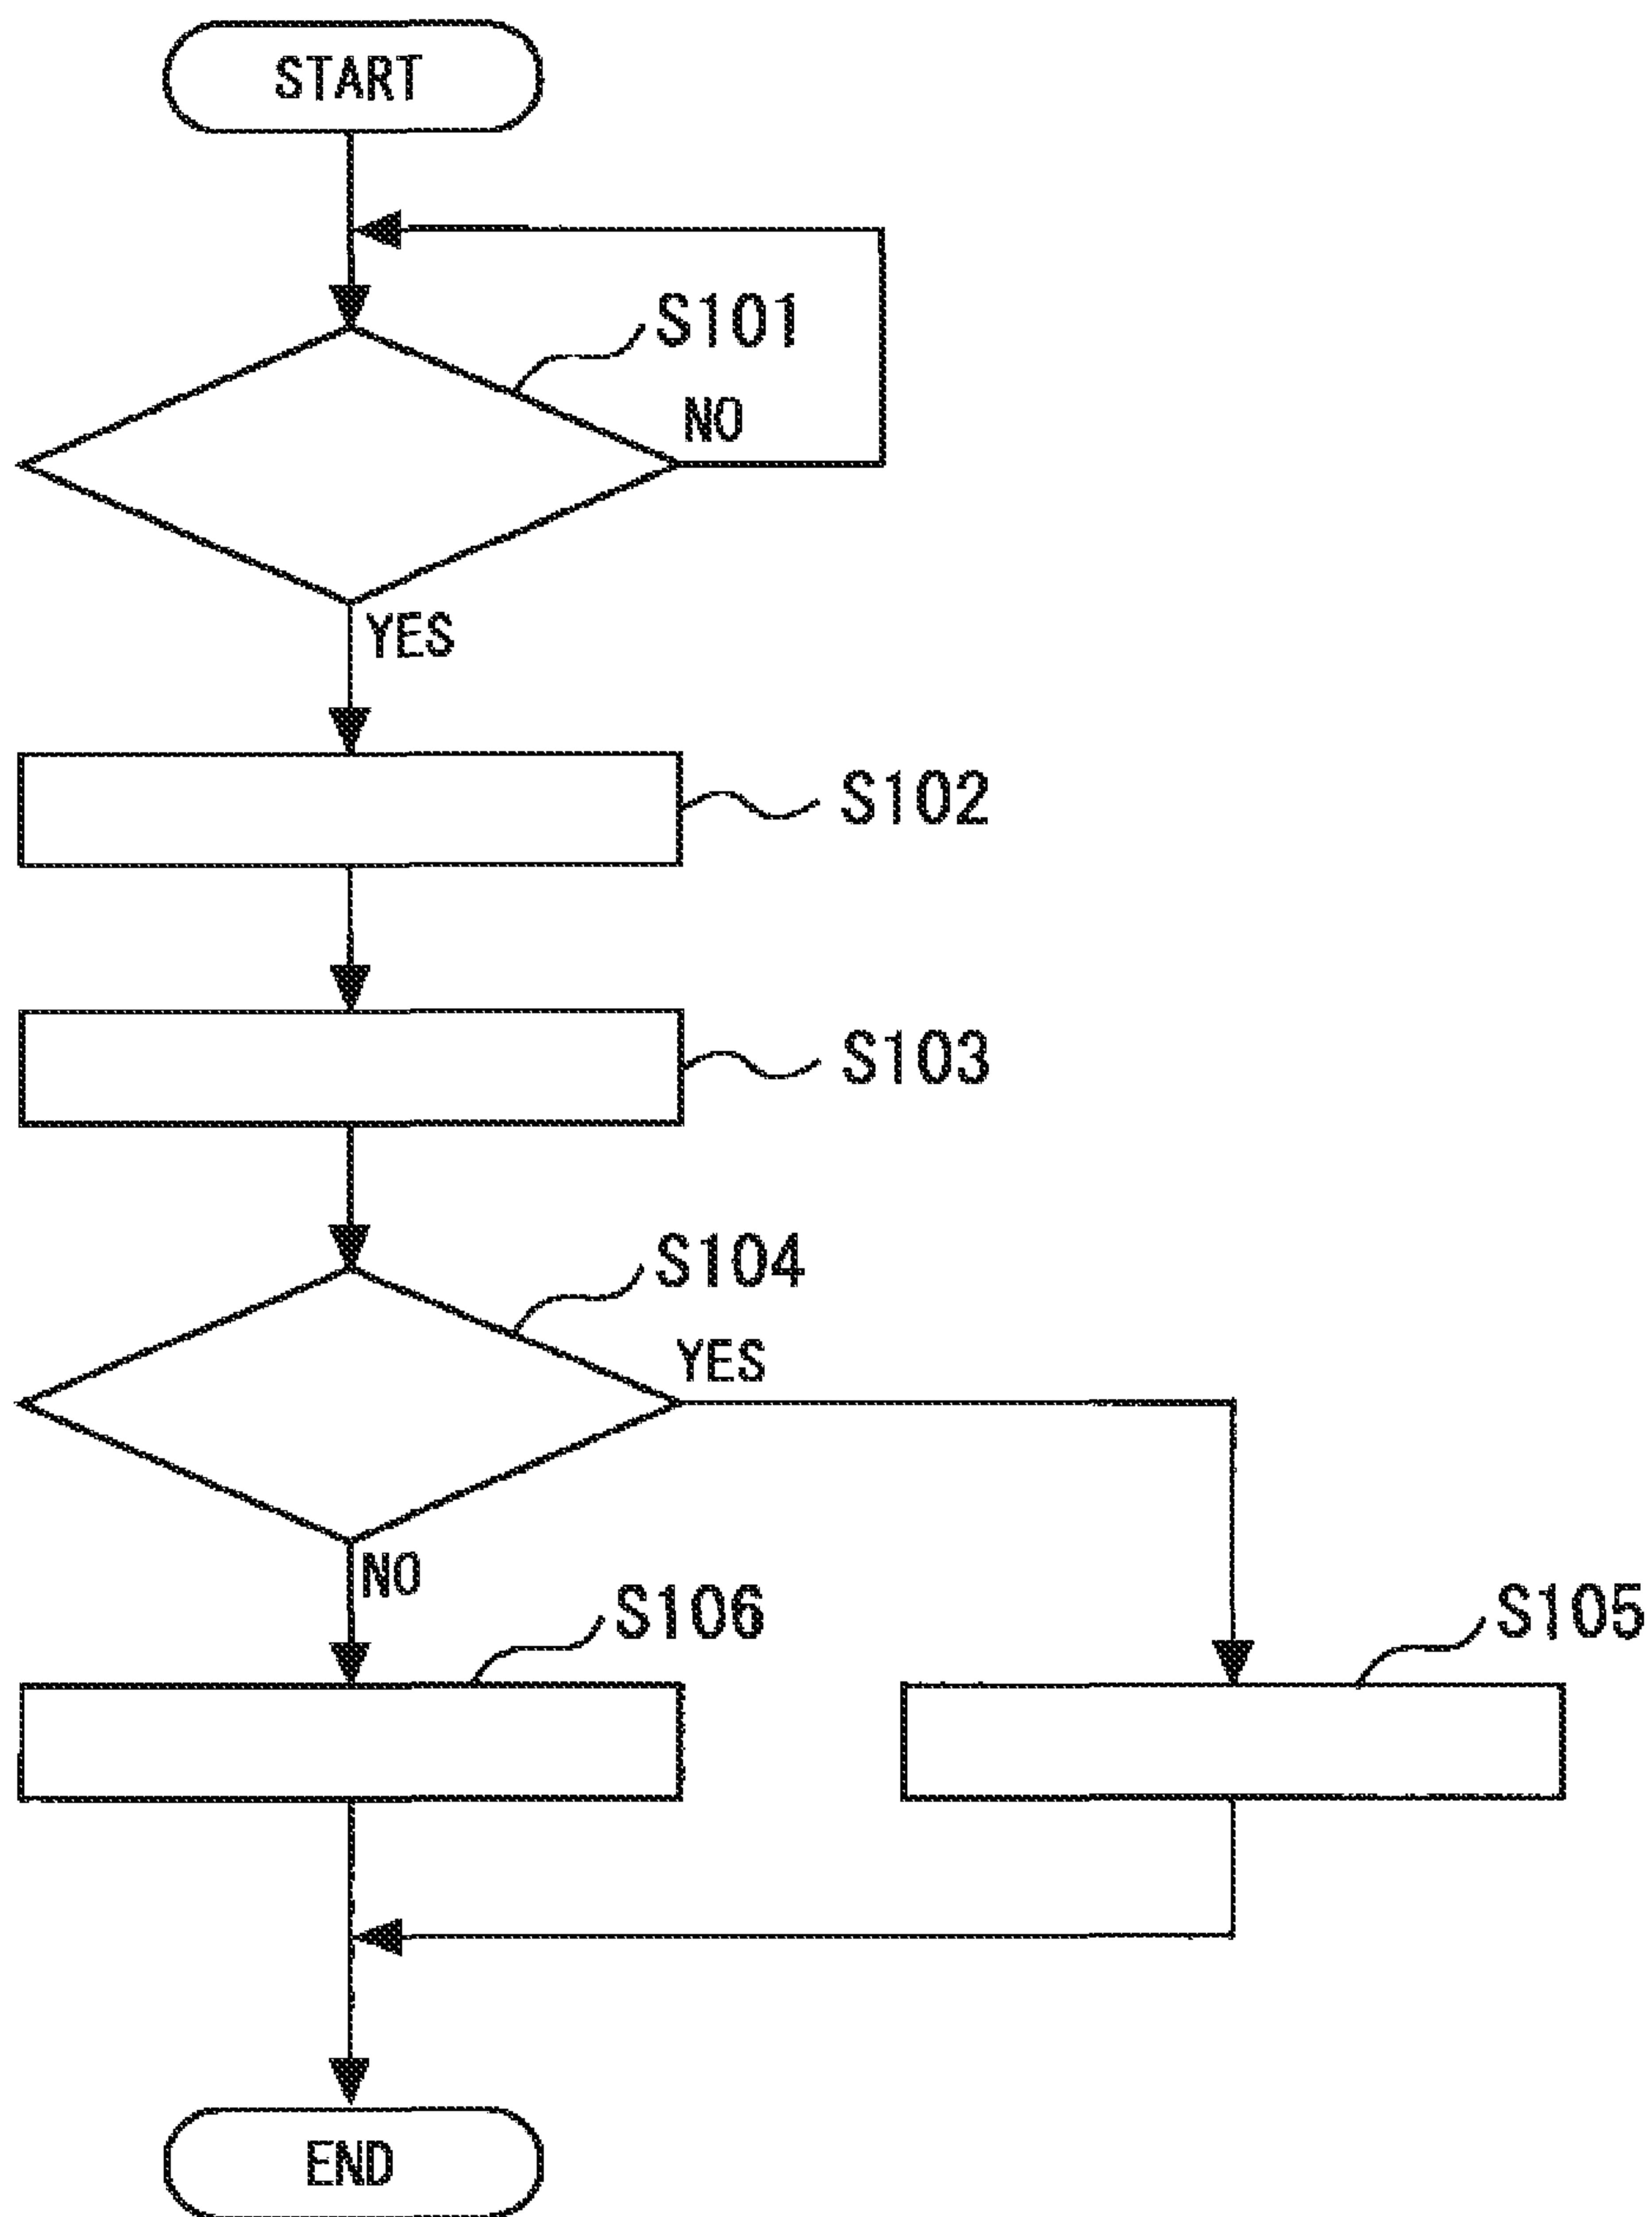 START
S101
NO
YES
S102
S103
S104
YES
NO
S106
S105
END